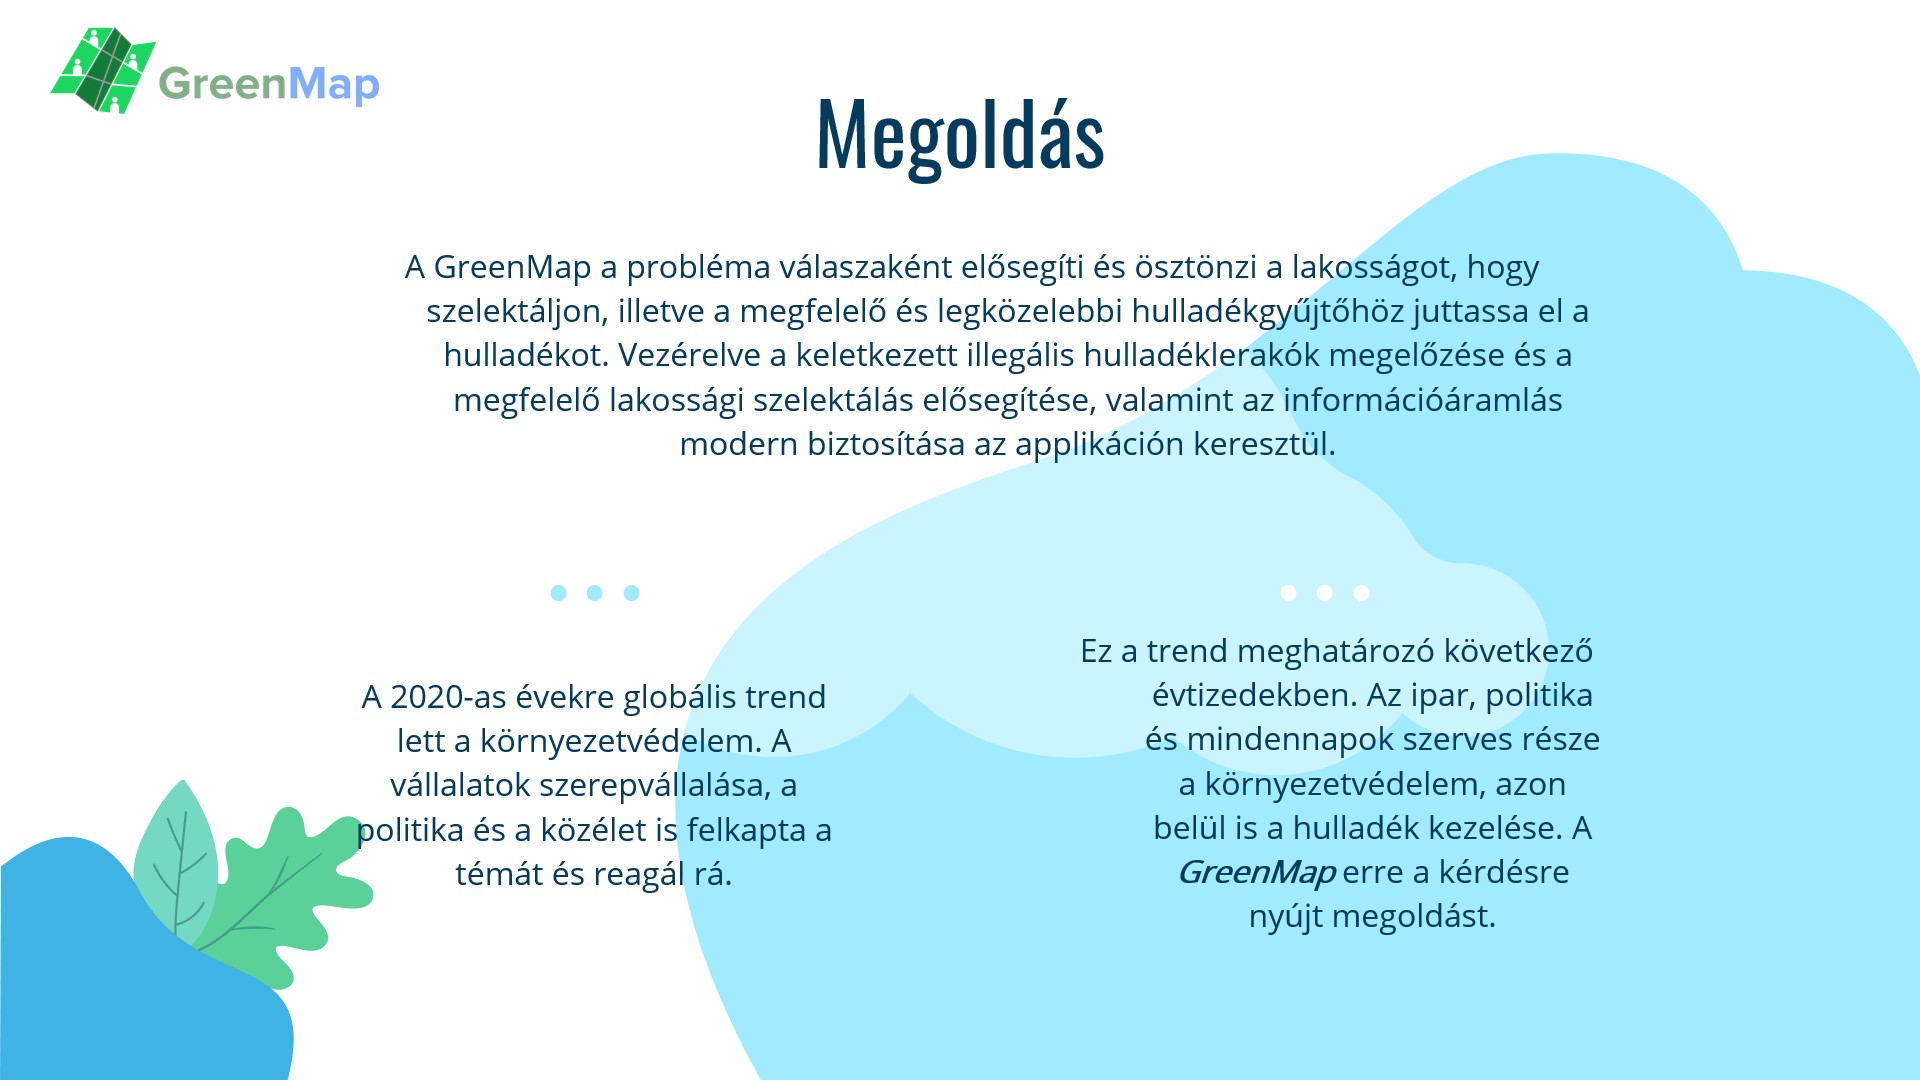 GreenMap
Megoldás
A GreenMap a probléma válaszaként elősegíti és ösztönzi a lakosságot, hogy
szelektáljon, illetve a megfelelő és legközelebbi hulladékgyűjtőhöz juttassa el a
hulladékot. Vezérelve a keletkezett illegális hulladéklerakók megelőzése és a
megfelelő lakossági szelektálás elősegítése, valamint az információáramlás
modern biztosítása az applikáción keresztül.
A 2020-as évekre globális trend
lett a környezetvédelem. A
vállalatok szerepvállalása, a
politika és a közélet is felkapta a
témát és reagál rá.
Ez a trend meghatározó következő
évtizedekben. Az ipar, politika
és mindennapok szerves része
a környezetvédelem, azon
belül is a hulladék kezelése. A
GreenMap erre a kérdésre
nyújt megoldást.